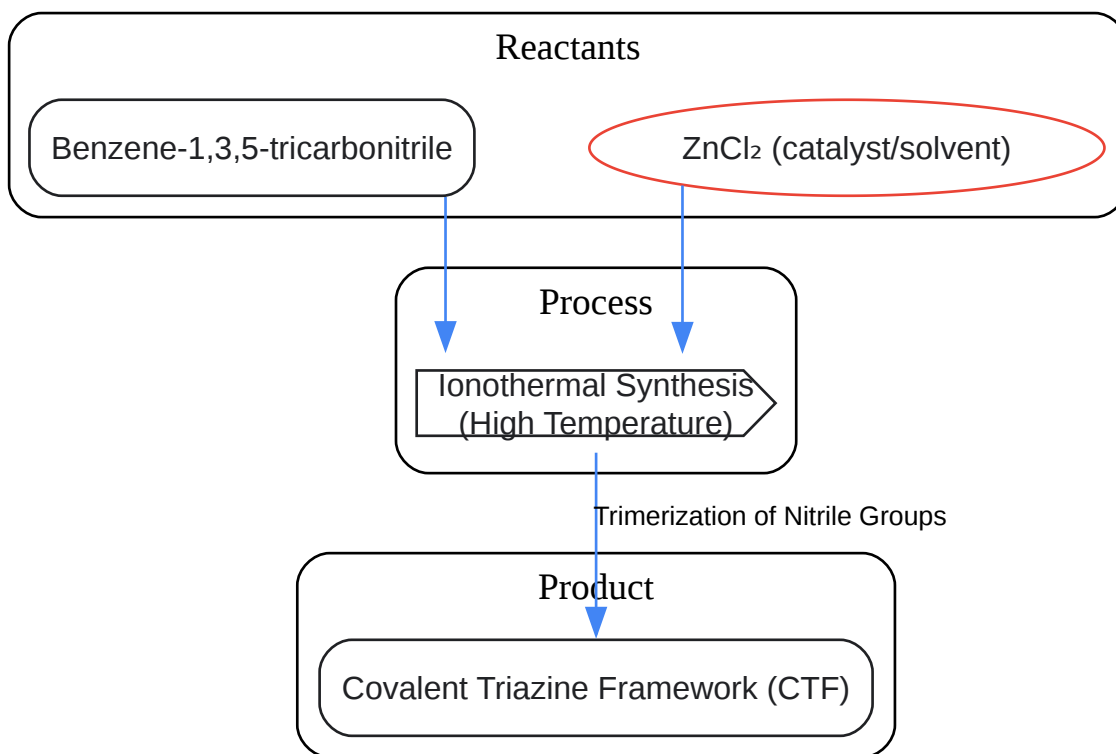 Reactants
Benzene-1,3,5-tricarbonitrile
ZnCl₂ (catalyst/solvent)
Process
Ionothermal Synthesis
(High Temperature)
Trimerization of Nitrile Groups
Product
Covalent Triazine Framework (CTF)